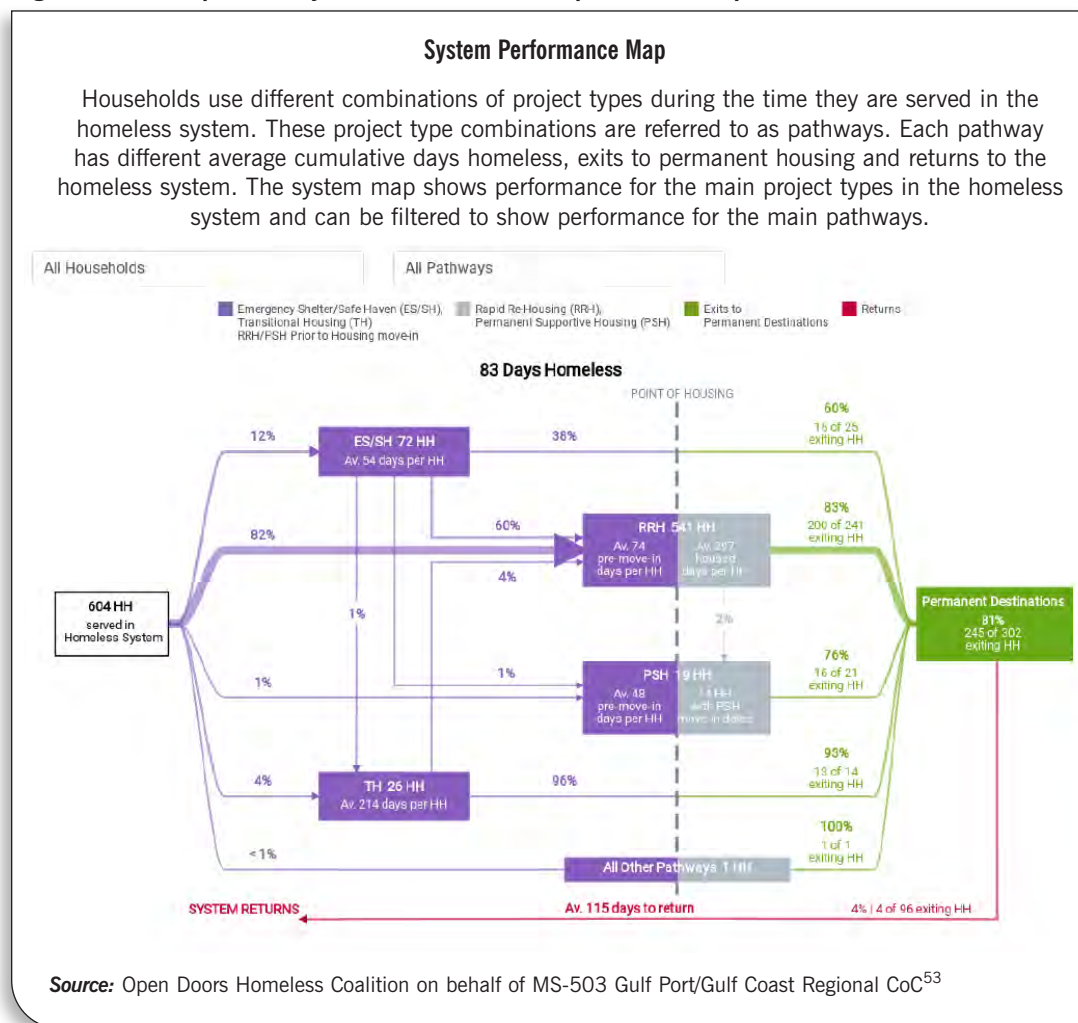 System Performance Map
Households use different combinations of project types during the time they are served in the
homeless system. These project type combinations are referred to as pathways. Each pathway
has different average cumulative days homeless, exits to permanent housing and returns to the
homeless system. The system map shows performance for the main project types in the homeless
system and can be filtered to show performance for the main pathways.
All Households
All Pathways
Emergency Shelter/Safe Haven (ES/SH),
Transitional Housing (TH)
RRH/PSH Prior to Housing move-in
Rapid Re-Housing (RRH),
Permanent Supportive Housing (PSH)
Exits to
Permanent Destinations
Returns
83 Days Homeless
POINT OF HOUSING
12%
ES/SH 72 HH
Av. 54 days per HH
38%
60%
of 25
exiting HH
82%
60%
4%
RRH 541 HH
Av. 74
pre-move-in
days per HH
housed
83%
200 of 241
exiting HH
604 HH
served in
Homeless System
1%
2%
Permanent Destinations
81%
245 of 302
exiting HH
1%
1%
PSH 19 HH
Av. 48
pre-move-in
days per HH
76%
16 of 21
exiting HH
4%
TH 26 HH
Av. 214 days per HH
96%
93%
13 of 14
exiting HH
<1%
All Other Pathways 1 HH
100%
1 of 1
exiting HH
SYSTEM RETURNS
Av. 115 days to return
4% | 4 of 96 exiting HH
Source: Open Doors Homeless Coalition on behalf of MS-503 Gulf Port/Gulf Coast Regional CoC53